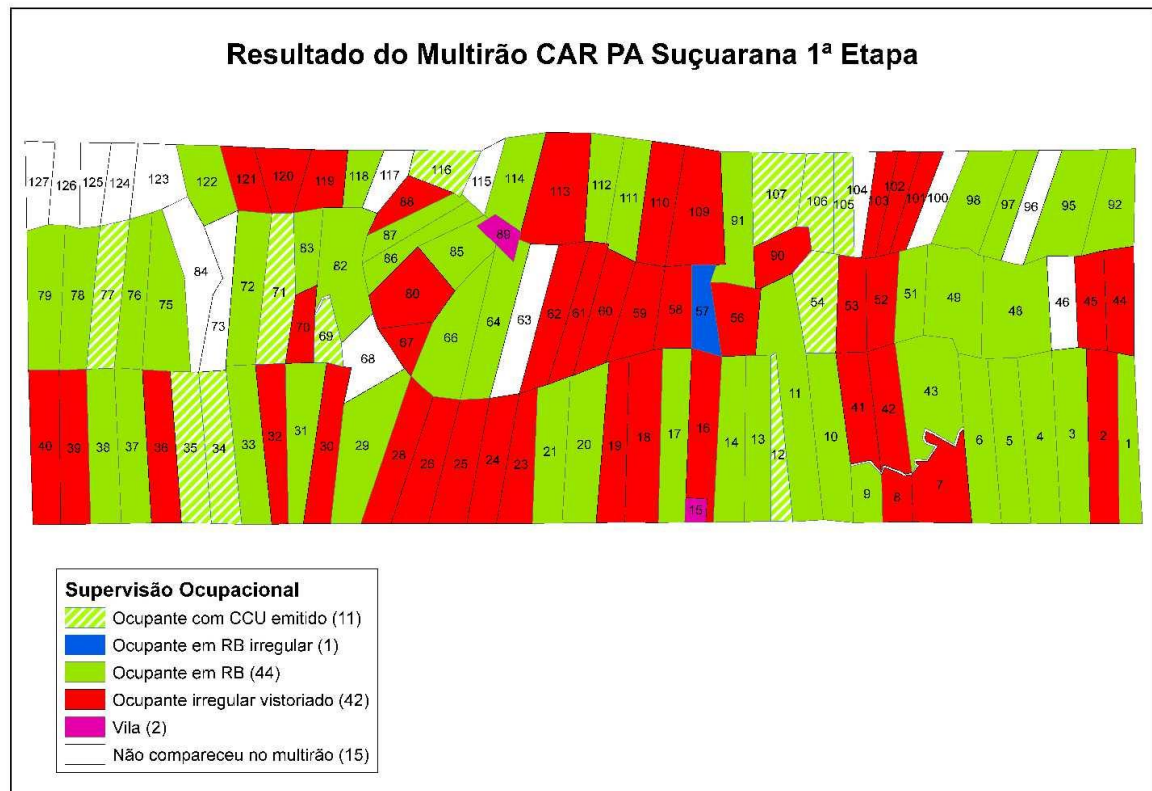 Resultado do Multirão CAR PA Suçuarana 1ª Etapa
127 126 125 124 123 122 121 120 119 118 117 116 115 114 113 112 111 110 109 91 107 106 105 104 103 102 101 100 98 97 96 95 92
88 87 86 85 89 90
79 78 77 76 75 84 73 72 71 83 70 69 82 68 80 67 66 64 63 62 61 60 59 58 57 56 54 53 52 51 49 48 46 45 44
40 39 38 37 36 35 34 33 32 31 30 29 28 26 25 24 23 21 20 19 18 17 16 14 13 12 11 10 41 42 43 6 5 4 3 2 1
15 9 8 7
Supervisão Ocupacional
Ocupante com CCU emitido (11)
Ocupante em RB irregular (1)
Ocupante em RB (44)
Ocupante irregular vistoriado (42)
Vila (2)
Não compareceu no multirão (15)